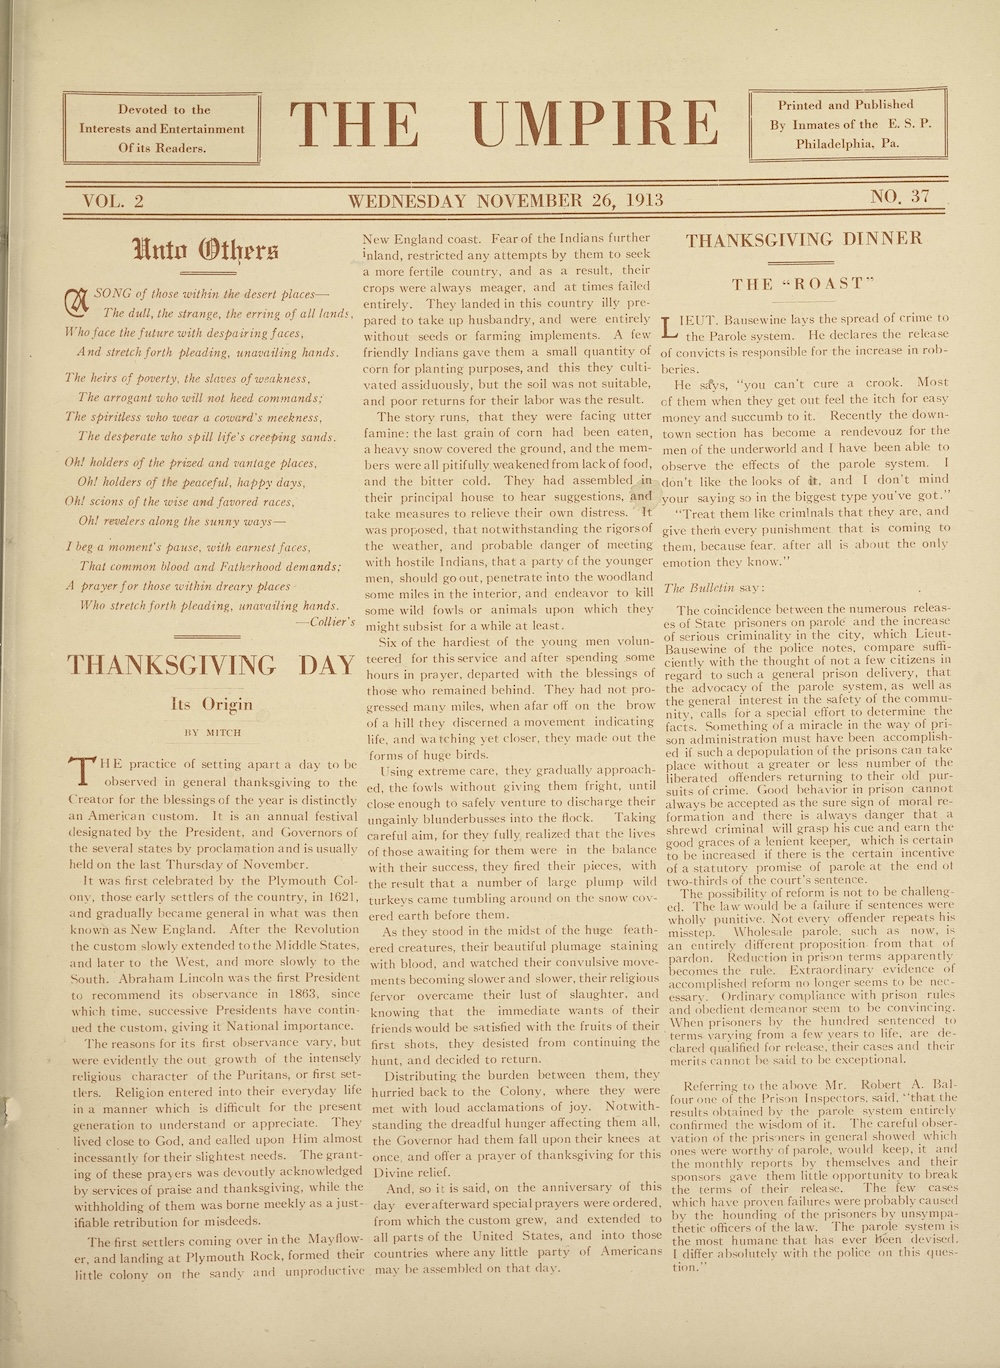 Devoted to the
Interests and Entertainment
Of its Readers.
THE UMPIRE
Printed and Published
By Inmates of the E. S. P.
Philadelphia, Pa.
VOL. 2
WEDNESDAY NOVEMBER 26, 1913
NO. 37
Unto Others
A SONG of those within the desert places—
The dull, the strange, the erring of all lands,
Who face the future with despairing faces,
And stretch forth pleading, unavailing hands.
The heirs of poverty, the slaves of weakness,
The arrogant who will not heed commands;
The spiritless who wear a coward's meekness,
The desperate who spill life's creeping sands.
Oh! holders of the prized and vantage places,
Oh! holders of the peaceful, happy days,
Oh! scions of the wise and favored races,
Oh! revelers along the sunny ways—
I beg a moment's pause, with earnest faces,
That common blood and Fatherhood demands;
A prayer for those within dreary places
Who stretch forth pleading, unavailing hands.
—Collier's
THANKSGIVING DAY
Its Origin
BY MITCH
THE practice of setting apart a day to be
observed in general thanksgiving to the
Creator for the blessings of the year is distinctly
an American custom. It is an annual festival
designated by the President, and Governors of
the several states by proclamation and is usually
held on the last Thursday of November.
It was first celebrated by the Plymouth Col-
ony, those early settlers of the country, in 1621,
and gradually became general in what was then
known as New England. After the Revolution
the custom slowly extended to the Middle States,
and later to the West, and more slowly to the
South. Abraham Lincoln was the first President
to recommend its observance in 1863, since
which time, successive Presidents have contin-
ued the custom, giving it National importance.
The reasons for its first observance vary, but
were evidently the out growth of the intensely
religious character of the Puritans, or first set-
tlers. Religion entered into their everyday life
in a manner which is difficult for the present
generation to understand or appreciate. They
lived close to God, and called upon Him almost
incessantly for their slightest needs. The grant-
ing of these prayers was devoutly acknowledged
by services of praise and thanksgiving, while the
withholding of them was borne meekly as a just-
ifiable retribution for misdeeds.
The first settlers coming over in the Mayflow-
er, and landing at Plymouth Rock, formed their
little colony on the sandy and unproductive
New England coast. Fear of the Indians further
inland, restricted any attempts by them to seek
a more fertile country, and as a result, their
crops were always meager, and at times failed
entirely. They landed in this country illy pre-
pared to take up husbandry, and were entirely
without seeds or farming implements. A few
friendly Indians gave them a small quantity of
corn for planting purposes, and this they culti-
vated assiduously, but the soil was not suitable,
and poor returns for their labor was the result.
The story runs, that they were facing utter
famine; the last grain of corn had been eaten,
a heavy snow covered the ground, and the mem-
bers were all pitifully weakened from lack of food,
and the bitter cold. They had assembled in
their principal house to hear suggestions, and
take measures to relieve their own distress. It
was proposed, that notwithstanding the rigors of
the weather, and probable danger of meeting
with hostile Indians, that a party of the younger
men, should go out, penetrate into the woodland
some miles in the interior, and endeavor to kill
some wild fowls or animals upon which they
might subsist for a while at least.
Six of the hardiest of the young men volun-
teered for this service and after spending some
hours in prayer, departed with the blessings of
those who remained behind. They had not pro-
gressed many miles, when afar off on the brow
of a hill they discerned a movement indicating
life, and watching yet closer, they made out the
forms of huge birds.
Using extreme care, they gradually approach-
ed, the fowls without giving them fright, until
close enough to safely venture to discharge their
ungainly blunderbusses into the flock. Taking
careful aim, for they fully realized that the lives
of those awaiting for them were in the balance
with their success, they fired their pieces, with
the result that a number of large plump wild
turkeys came tumbling around on the snow cov-
ered earth before them.
As they stood in the midst of the huge feath-
ered creatures, their beautiful plumage staining
with blood, and watched their convulsive move-
ments becoming slower and slower, their religious
fervor overcame their lust of slaughter, and
knowing that the immediate wants of their
friends would be satisfied with the fruits of their
first shots, they desisted from continuing the
hunt, and decided to return.
Distributing the burden between them, they
hurried back to the Colony, where they were
met with loud acclamations of joy. Notwith-
standing the dreadful hunger affecting them all,
the Governor had them fall upon their knees at
once, and offer a prayer of thanksgiving for this
Divine relief.
And, so it is said, on the anniversary of this
day ever afterward special prayers were ordered,
from which the custom grew, and extended to
all parts of the United States, and into those
countries where any little party of Americans
may be assembled on that day.
THANKSGIVING DINNER
THE "ROAST"
LIEUT. Bausewine lays the spread of crime to
the Parole system. He declares the release
of convicts is responsible for the increase in rob-
beries.
He says, "you can't cure a crook. Most
of them when they get out feel the itch for easy
money and succumb to it. Recently the down-
town section has become a rendevouz for the
men of the underworld and I have been able to
observe the effects of the parole system. I
don't like the looks of it, and I don't mind
your saying so in the biggest type you've got."
"Treat them like criminals that they are, and
give them every punishment that is coming to
them, because fear, after all is about the only
emotion they know."
The Bulletin say:
The coincidence between the numerous releas-
es of State prisoners on parole and the increase
of serious criminality in the city, which Lieut-
Bausewine of the police notes, compare suffi-
ciently with the thought of not a few citizens in
regard to such a general prison delivery, that
the advocacy of the parole system, as well as
the general interest in the safety of the commu-
nity, calls for a special effort to determine the
facts. Something of a miracle in the way of pri-
son administration must have been accomplish-
ed if such a depopulation of the prisons can take
place without a greater or less number of the
liberated offenders returning to their old pur-
suits of crime. Good behavior in prison cannot
always be accepted as the sure sign of moral re-
formation and there is always danger that a
shrewd criminal will grasp his cue and earn the
good graces of a lenient keeper, which is certain
to be increased if there is the certain incentive
of a statutory promise of parole at the end of
two-thirds of the court's sentence.
The possibility of reform is not to be challeng-
ed. The law would be a failure if sentences were
wholly punitive. Not every offender repeats his
misstep. Wholesale parole, such as now, is
an entirely different proposition from that of
pardon. Reduction in prison terms apparently
becomes the rule. Extraordinary evidence of
accomplished reform no longer seems to be nec-
essary. Ordinary compliance with prison rules
and obedient demeanor seem to be convincing.
When prisoners by the hundred sentenced to
terms varying from a few years to life, are de-
clared qualified for release, their cases and their
merits cannot be said to be exceptional.
Referring to the above Mr. Robert A. Bal-
four one of the Prison Inspectors, said, "that the
results obtained by the parole system entirely
confirmed the wisdom of it. The careful obser-
vation of the prisoners in general showed which
ones were worthy of parole, would keep, it and
the monthly reports by themselves and their
sponsors gave them little opportunity to break
the terms of their release. The few cases
which have proven failures were probably caused
by the hounding of the prisoners by unsympa-
thetic officers of the law. The parole system is
the most humane that has ever been devised.
I differ absolutely with the police on this ques-
tion."